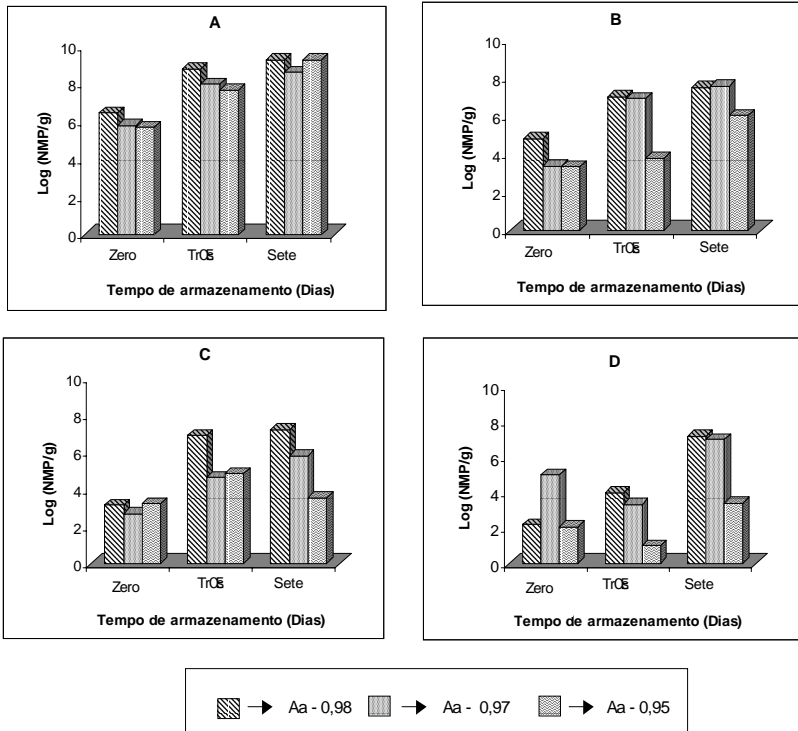 A
Log (NMP/g)
10
8
6
4
2
0
Zero
Sete
Tempo de armazenamento (Dias)
B
Log (NMP/g)
10
8
6
4
2
0
Zero
Sete
Tempo de armazenamento (Dias)
C
Log (NMP/g)
10
8
6
4
2
0
Zero
Sete
Tempo de armazenamento (Dias)
D
Log (NMP/g)
10
8
6
4
2
0
Zero
Sete
Tempo de armazenamento (Dias)
Aa - 0,98 Aa - 0,97 Aa - 0,95